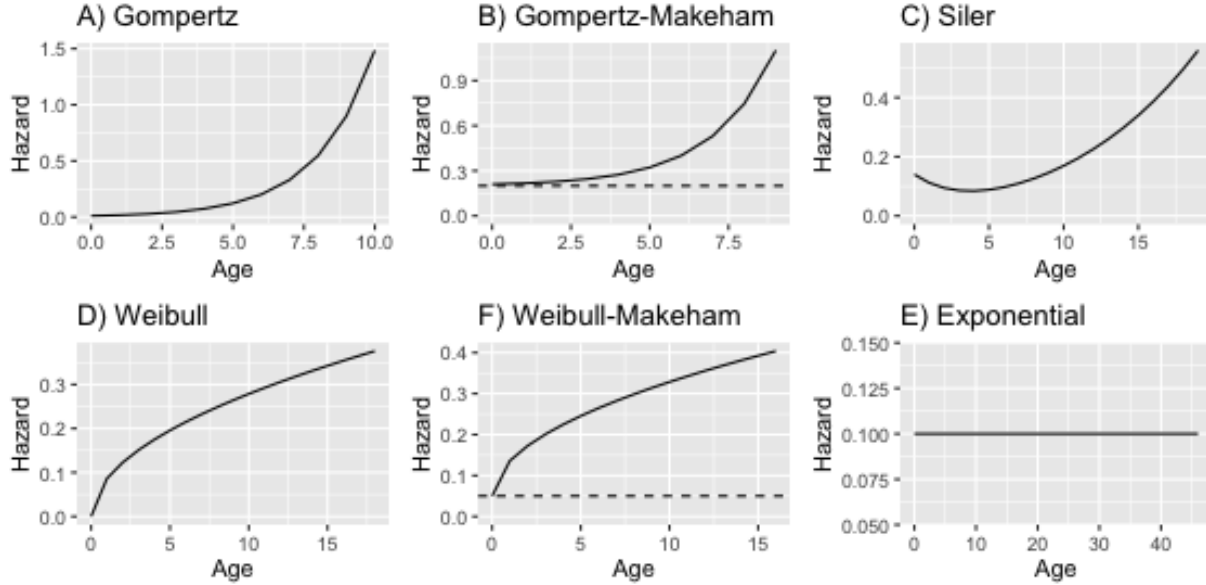 A) Gompertz
1.5
1.0
0.5
0.0
Hazard
0.0 2.5 5.0 7.5 10.0
Age
B) Gompertz-Makeham
0.9
0.6
0.3
0.0
Hazard
0.0 2.5 5.0 7.5
Age
C) Siler
0.4
0.2
0.0
Hazard
0 5 10 15
Age
D) Weibull
0.3
0.2
0.1
0.0
Hazard
0 5 10 15
Age
F) Weibull-Makeham
0.4
0.3
0.2
0.1
0.0
Hazard
0 5 10 15
Age
E) Exponential
0.150
0.125
0.100
0.075
0.050
Hazard
0 10 20 30 40
Age